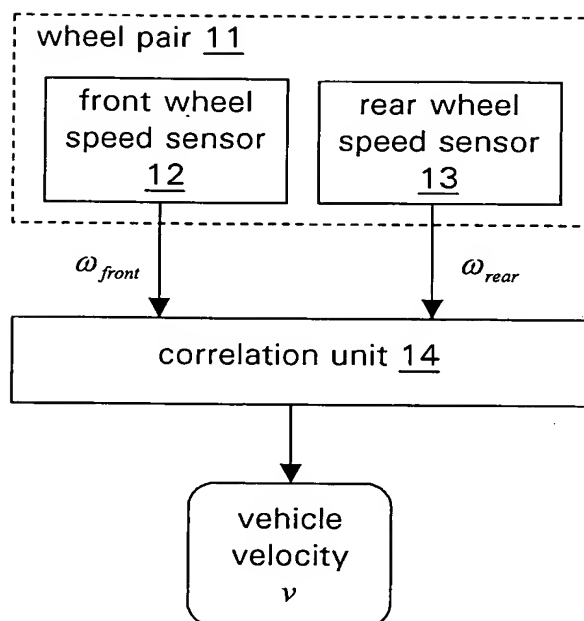 wheel pair 11
front wheel
speed sensor
12
rear wheel
speed sensor
13
ω_front
ω_rear
correlation unit 14
vehicle
velocity
v